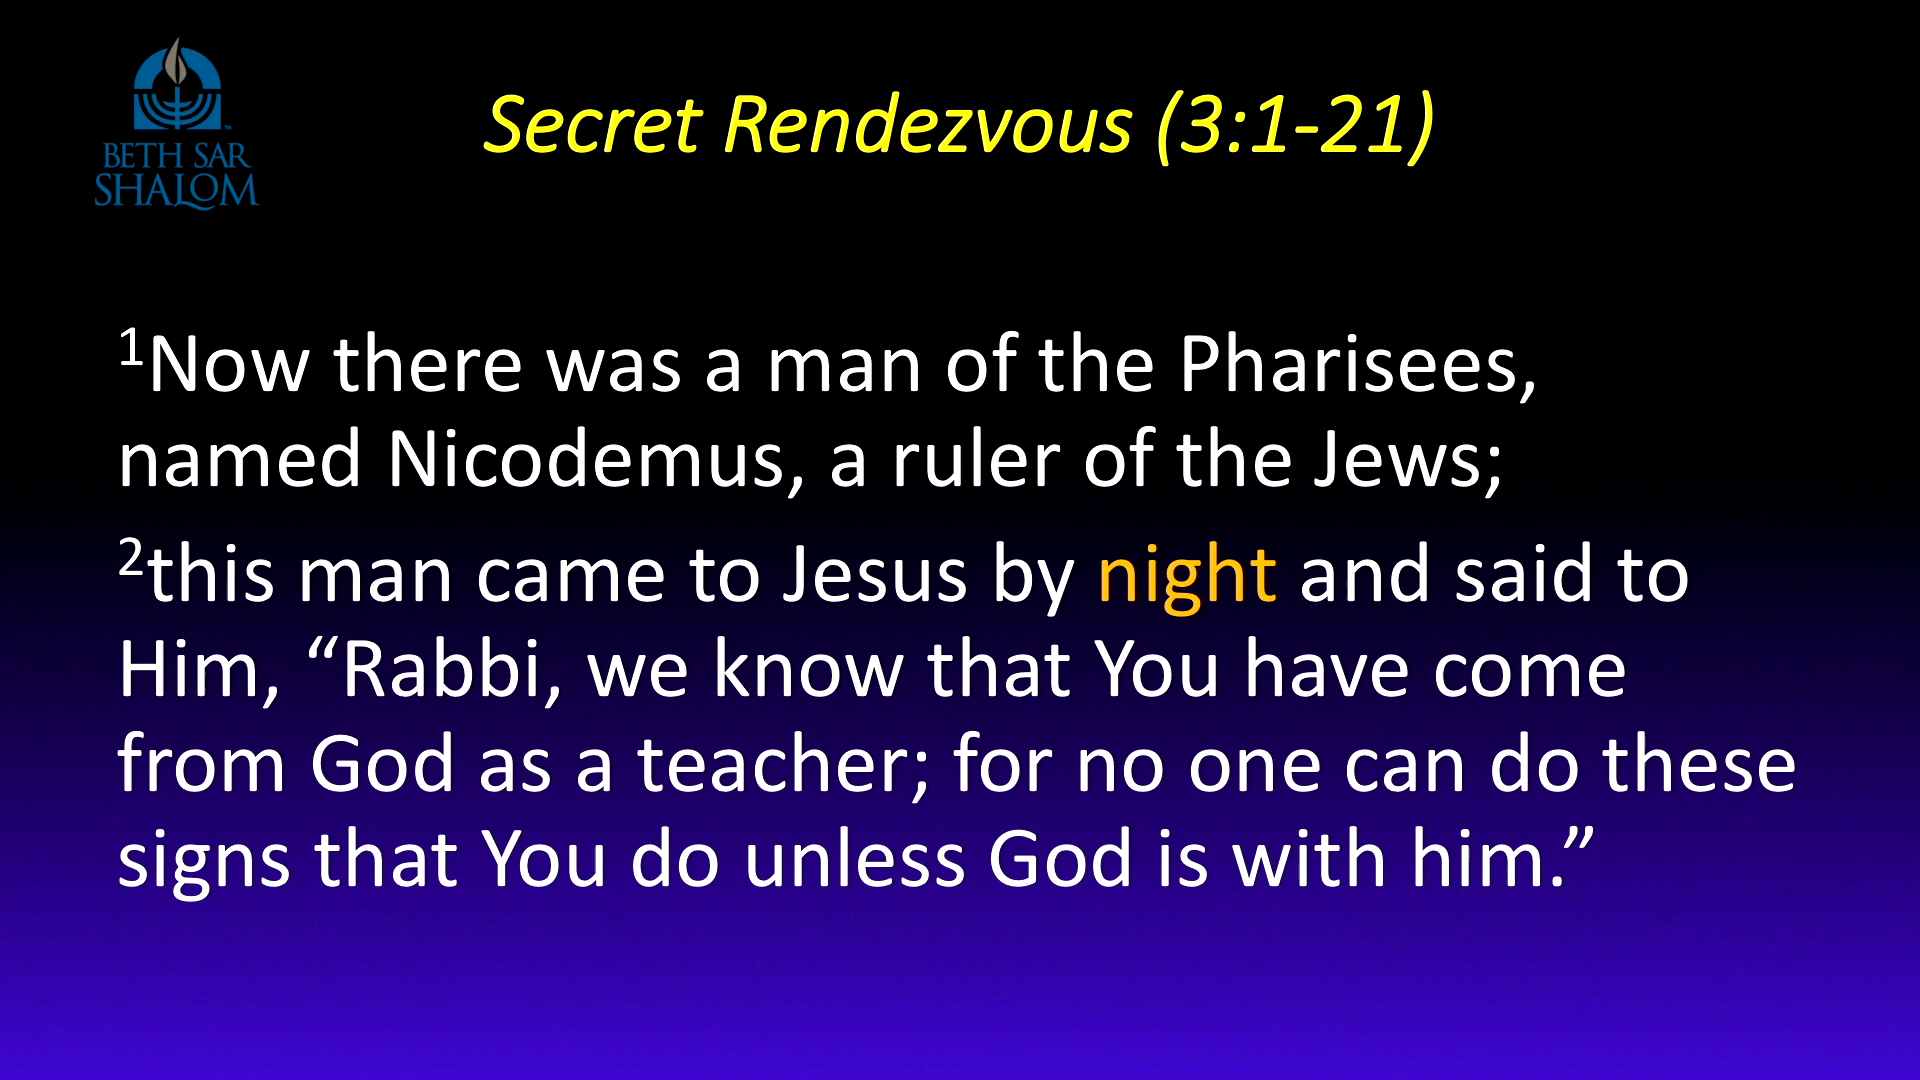 BETH SAR
SHALOM
Secret Rendezvous (3:1-21)
¹Now there was a man of the Pharisees,
named Nicodemus, a ruler of the Jews;
²this man came to Jesus by night and said to
Him, “Rabbi, we know that You have come
from God as a teacher; for no one can do these
signs that You do unless God is with him.”